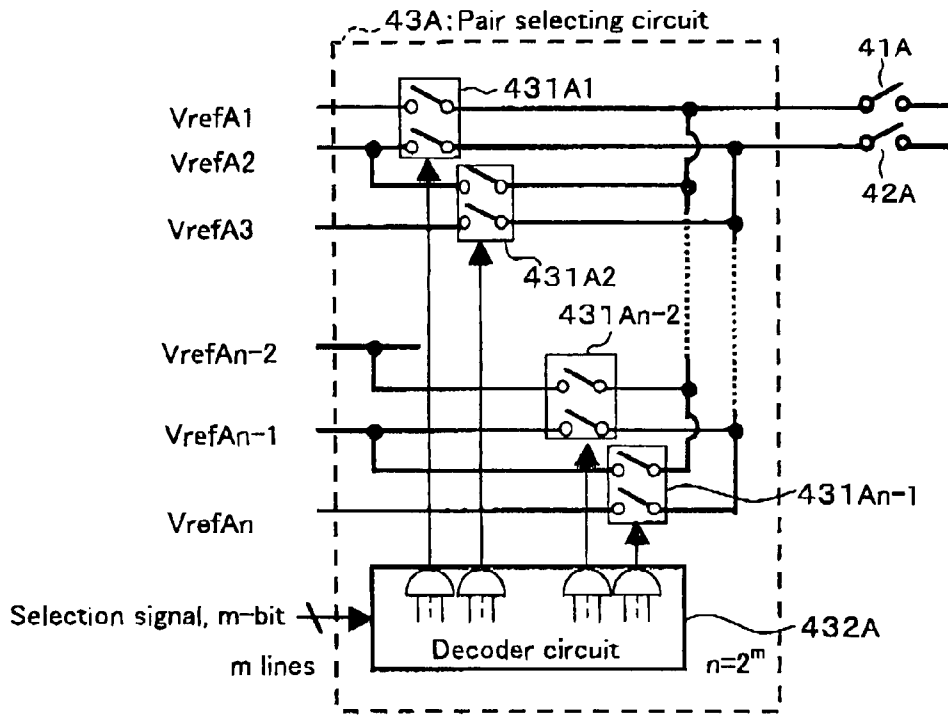 43A: Pair selecting circuit
41A
431A1
VrefA1
VrefA2
42A
VrefA3
431A2
431An-2
VrefAn-2
VrefAn-1
431An-1
VrefAn
Selection signal, m-bit
432A
Decoder circuit
m lines
n=2^m